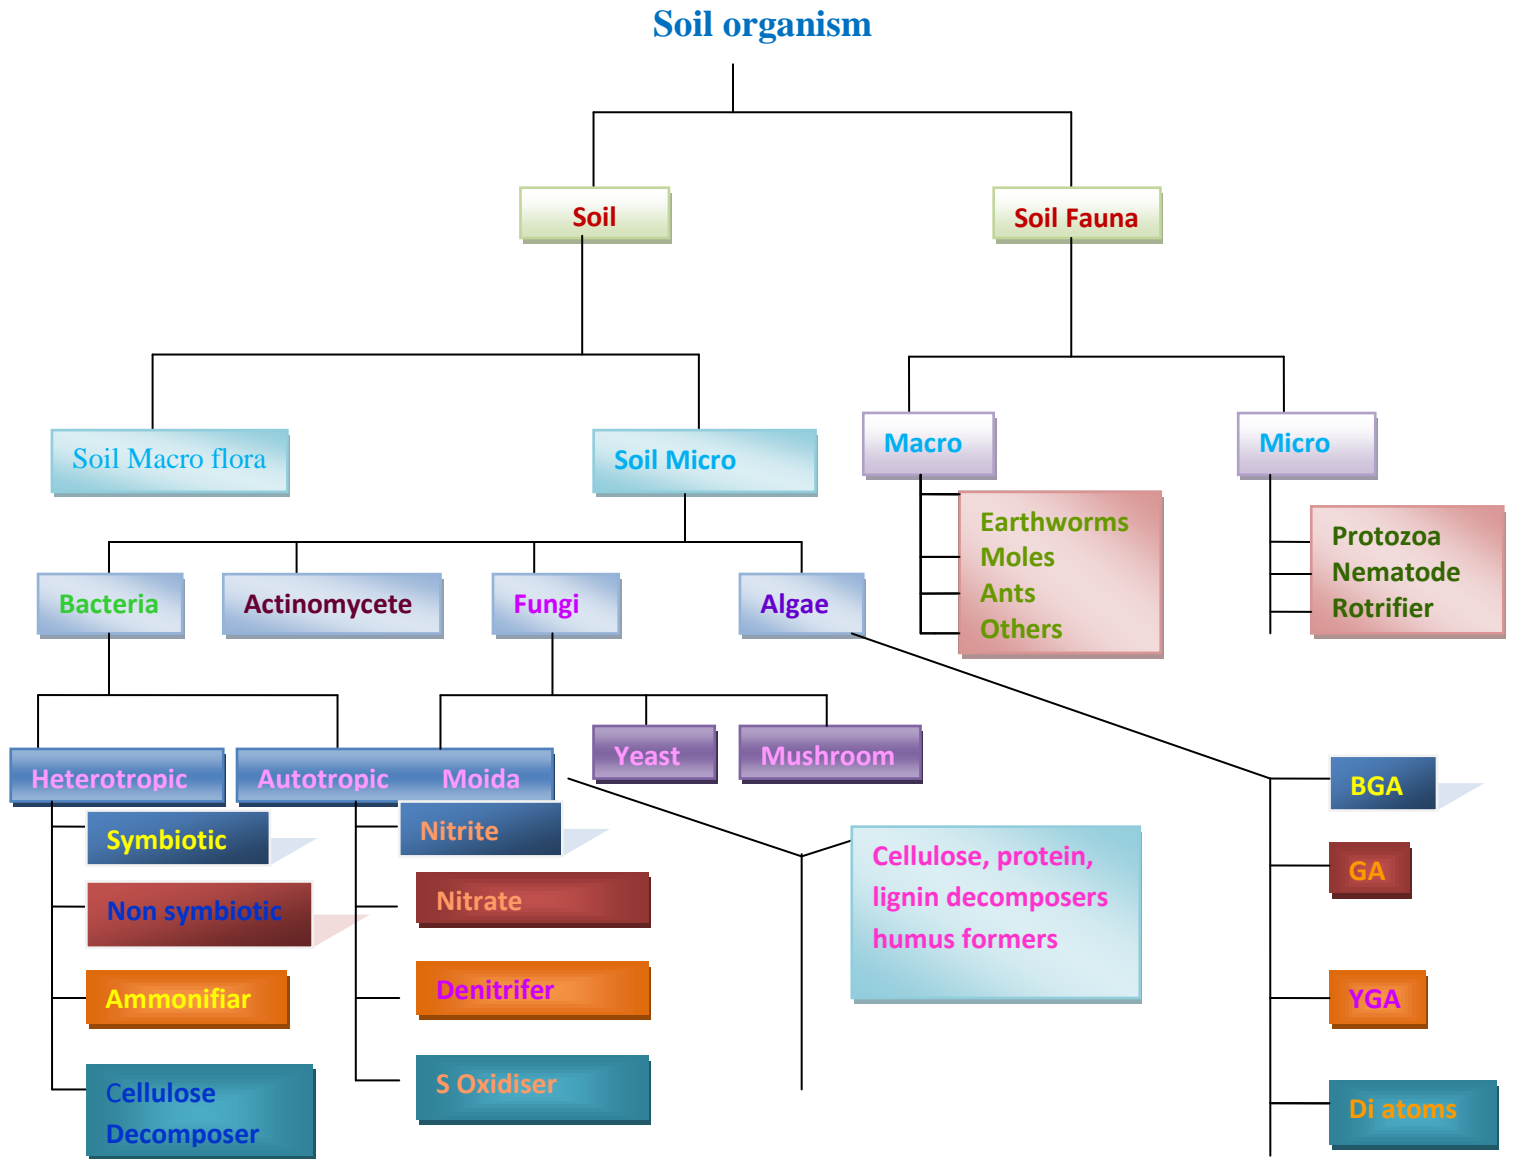 Soil organism
Soil
Soil Fauna
Soil Macro flora
Soil Micro
Macro
Micro
Earthworms
Moles
Ants
Others
Protozoa
Nematode
Rotrifier
Bacteria
Actinomycete
Fungi
Algae
Heterotropic
Autotropic
Moida
Yeast
Mushroom
Symbiotic
Non symbiotic
Ammonifiar
Cellulose
Decomposer
Nitrite
Nitrate
Denitrifer
S Oxidiser
Cellulose, protein,
lignin decomposers
humus formers
BGA
GA
YGA
Di atoms